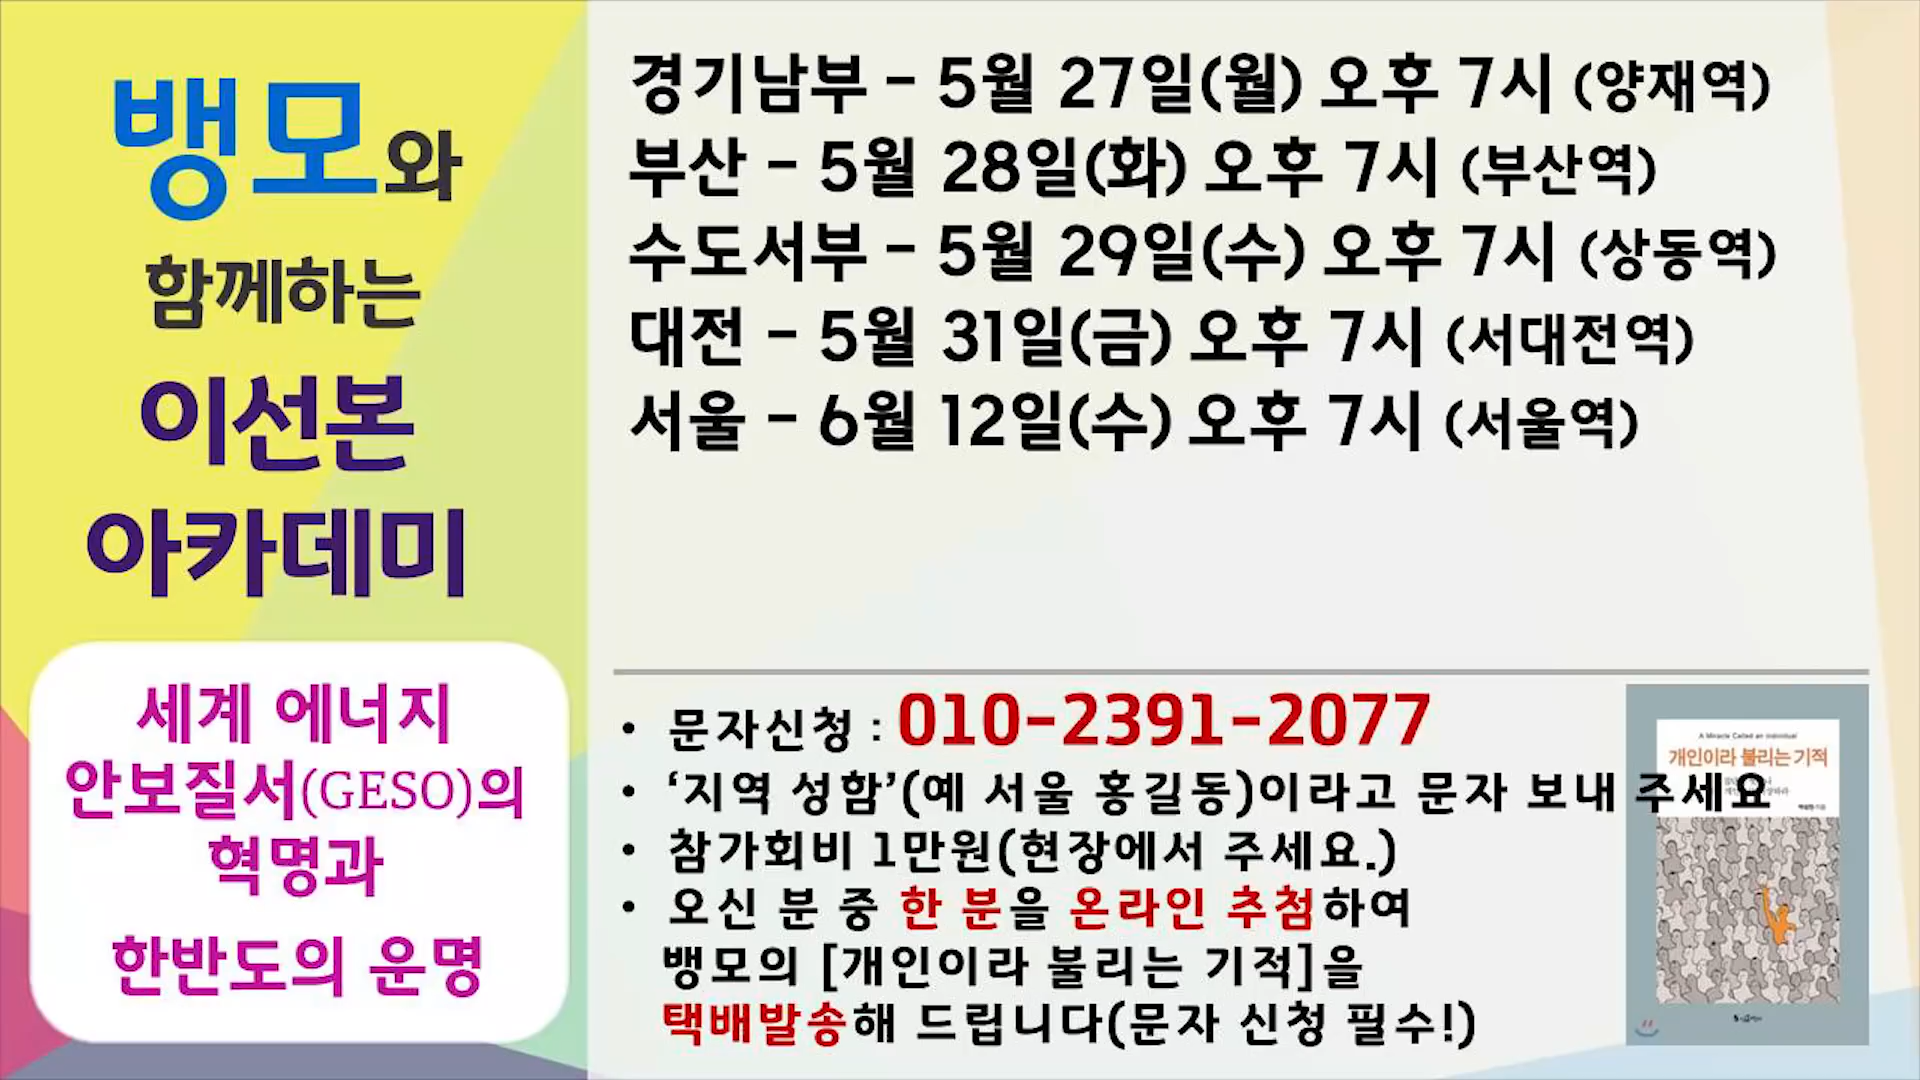 뱅모와
함께하는
이선본
아카데미
세계 에너지
안보질서(GESO)의
혁명과
한반도의 운명
경기남부 - 5월 27일(월) 오후 7시 (양재역)
부산 - 5월 28일(화) 오후 7시 (부산역)
수도서부 - 5월 29일(수) 오후 7시 (상동역)
대전 - 5월 31일(금) 오후 7시 (서대전역)
서울 - 6월 12일(수) 오후 7시 (서울역)
• 문자신청 : 010-2391-2077
• ‘지역 성함’(예 서울 홍길동)이라고 문자 보내 주세요
• 참가회비 1만원(현장에서 주세요.)
• 오신 분 중 한 분을 온라인 추첨하여
뱅모의 [개인이라 불리는 기적]을
택배발송해 드립니다(문자 신청 필수!)
A Miracle Called an Individual
개인이라 불리는 기적